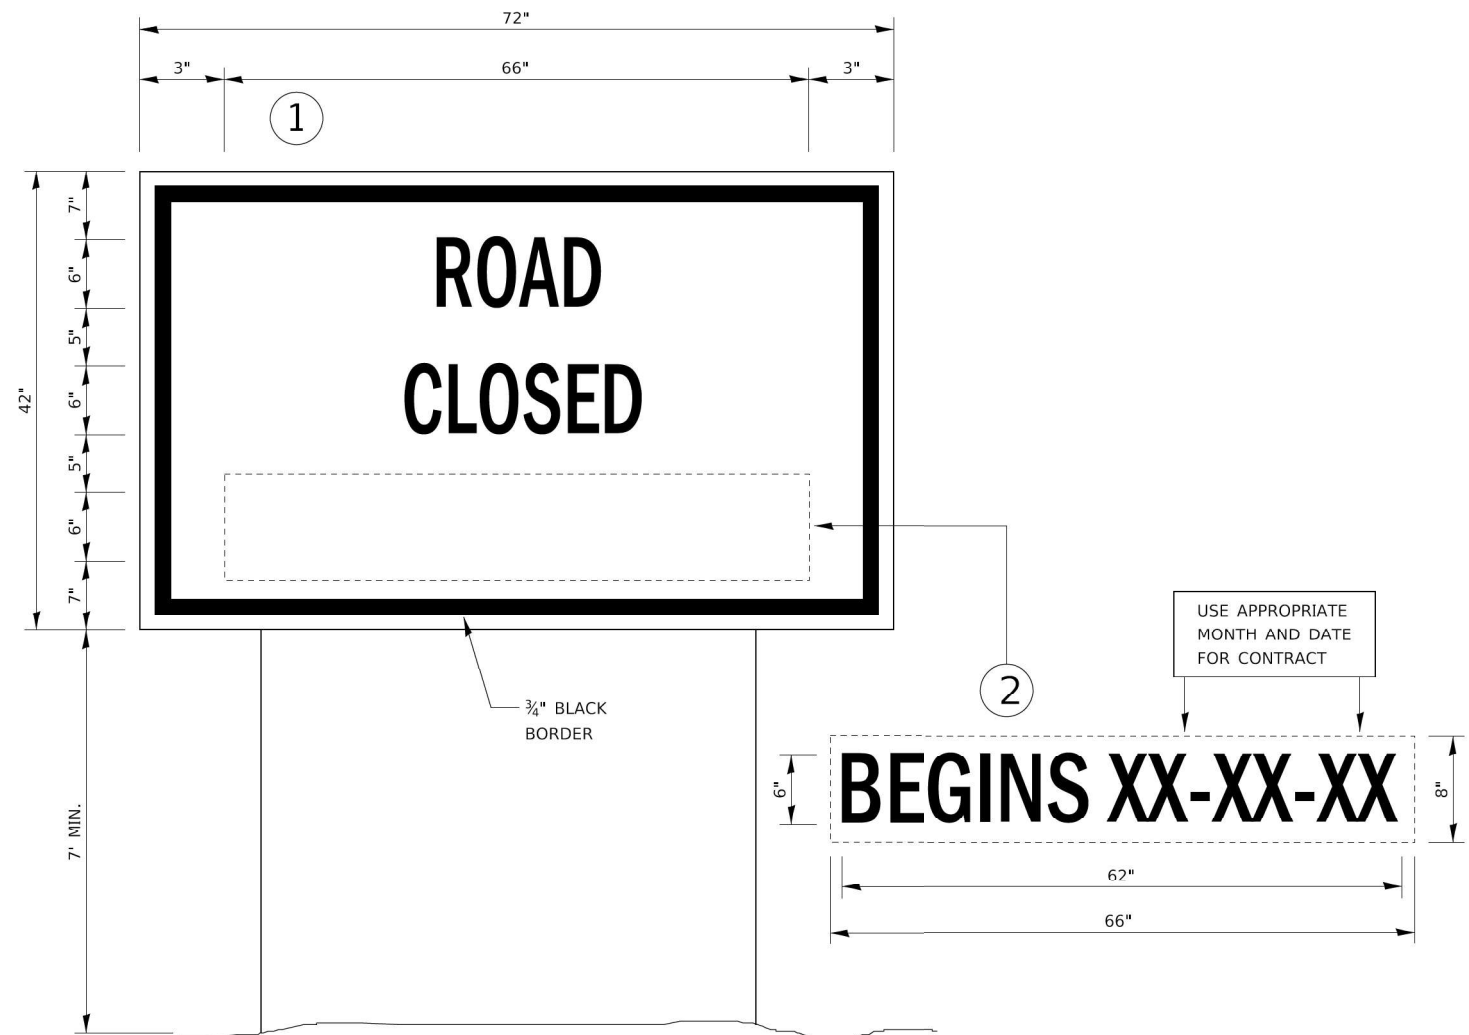 72"
3"
66"
3"
1
7"
6"
5"
6"
5"
6"
7"
42"
7' MIN.
ROAD
CLOSED
¾" BLACK
BORDER
2
USE APPROPRIATE
MONTH AND DATE
FOR CONTRACT
6"
BEGINS XX-XX-XX
8"
62"
66"